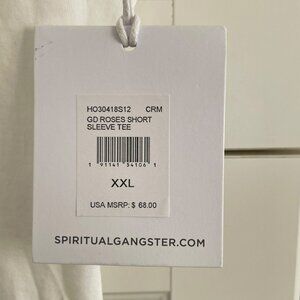 HO30418S12 CRM
GD ROSES SHORT
SLEEVE TEE
1 91141 34106 1
XXL
USA MSRP: $ 68.00
SPIRITUALGANGSTER.COM